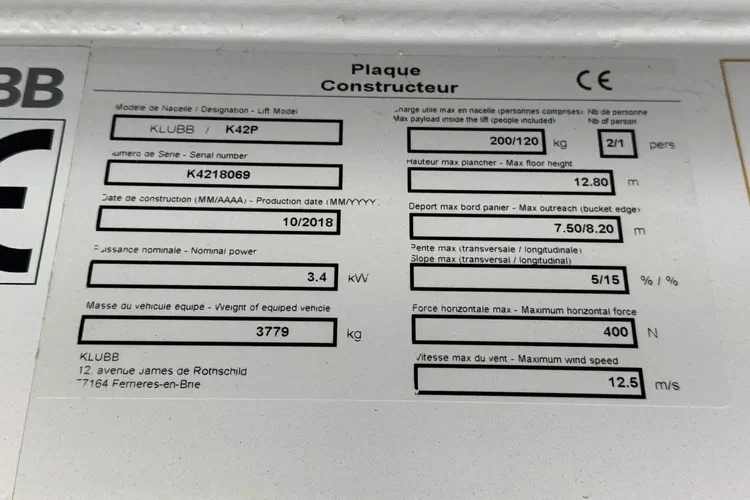 BB
Plaque
Constructeur
CE
Modele de Nacelle / Designation - Lift Model
KLUBB / K42P
Numero de Serie - Serial number
K4218069
Date de construction (MM/AAAA) - Production date (MM/YYYY)
10/2018
Puissance nominale - Nominal power
3.4 kW
Masse du vehicule equipe - Weight of equiped vehicle
3779 kg
KLUBB
12, avenue James de Rothschild
77164 Ferrieres-en-Brie
Charge utile max en nacelle (personnes comprises) Nb de personne
Max payload inside the lift (people included) Nb of person
200/120 kg 2/1 pers
Hauteur max plancher - Max floor height
12.80 m
Deport max bord panier - Max outreach (bucket edge)
7.50/8.20 m
Pente max (transversale / longitudinale)
Slope max (transversal / longitudinal)
5/15 % / %
Force horizontale max - Maximum horizontal force
400 N
Vitesse max du vent - Maximum wind speed
12.5 m/s